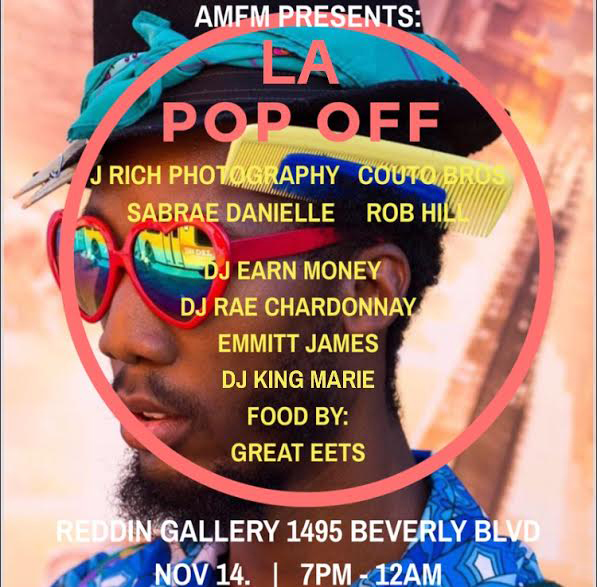 AMFM PRESENTS:
LA
POP OFF
J RICH PHOTOGRAPHY COUTO BROS
SABRAE DANIELLE ROB HILL
DJ EARN MONEY
DJ RAE CHARDONNAY
EMMITT JAMES
DJ KING MARIE
FOOD BY:
GREAT EETS
REDDIN GALLERY 1495 BEVERLY BLVD
NOV 14. | 7PM - 12AM